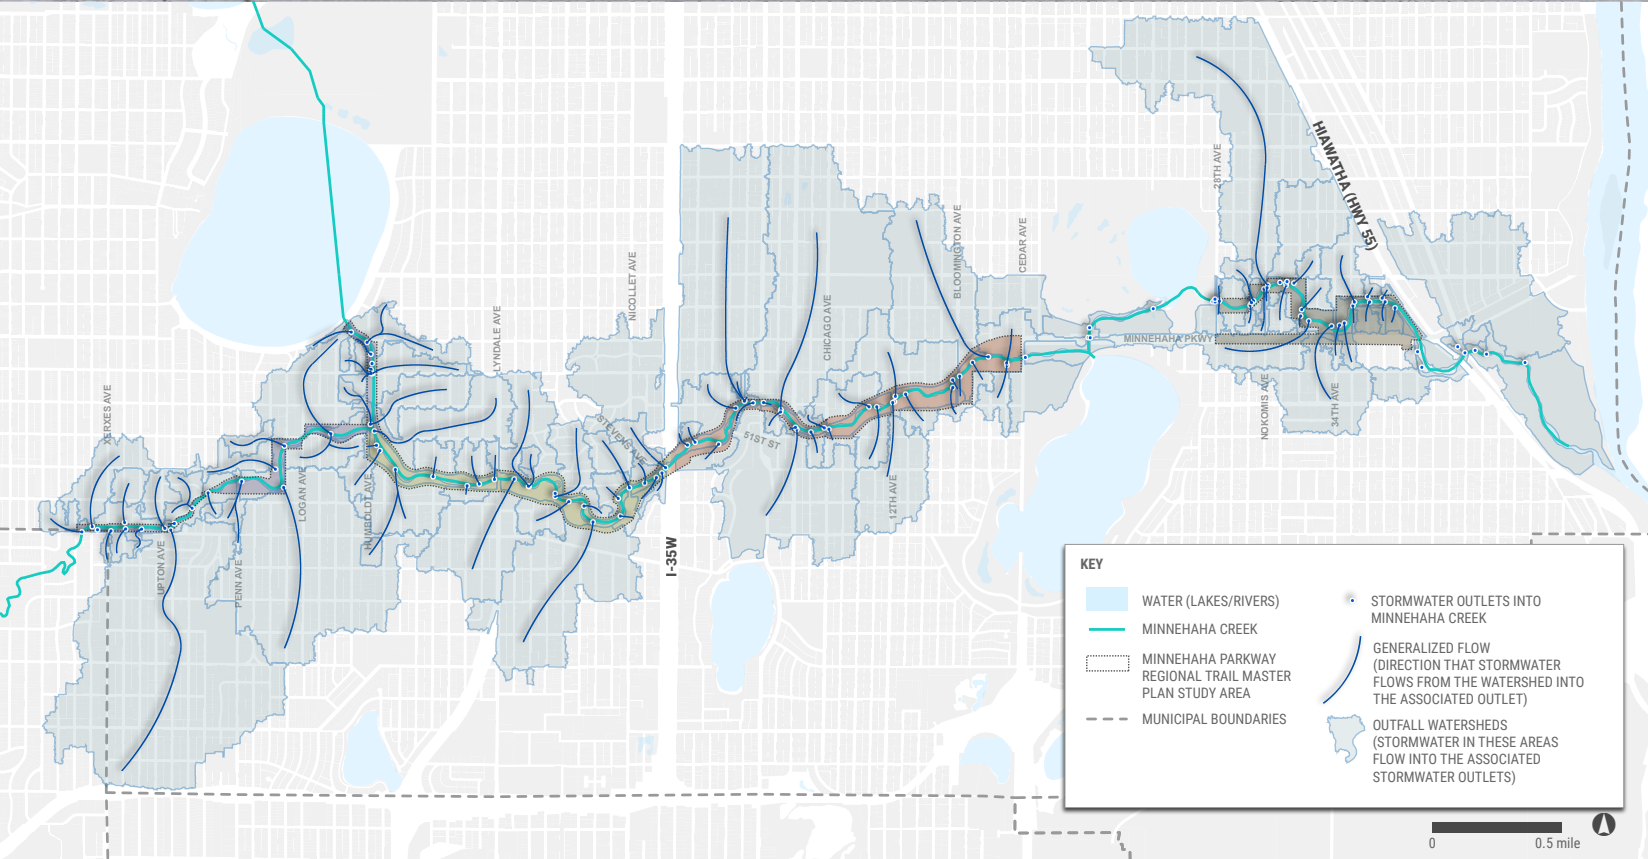 28TH AVE
HIAWATHA (HWY 55)
BLOOMINGTON AVE
CEDAR AVE
NICOLLET AVE
LYNDALE AVE
CHICAGO AVE
MINNEHAHA PKWY
XERXES AVE
STEVENS AVE
51ST ST
NOKOMIS AVE
34TH AVE
LOGAN AVE
HUMBOLDT AVE
12TH AVE
UPTON AVE
PENN AVE
I-35W
KEY
WATER (LAKES/RIVERS)
MINNEHAHA CREEK
MINNEHAHA PARKWAY
REGIONAL TRAIL MASTER
PLAN STUDY AREA
MUNICIPAL BOUNDARIES
STORMWATER OUTLETS INTO
MINNEHAHA CREEK
GENERALIZED FLOW
(DIRECTION THAT STORMWATER
FLOWS FROM THE WATERSHED INTO
THE ASSOCIATED OUTLET)
OUTFALL WATERSHEDS
(STORMWATER IN THESE AREAS
FLOW INTO THE ASSOCIATED
STORMWATER OUTLETS)
0 0.5 mile